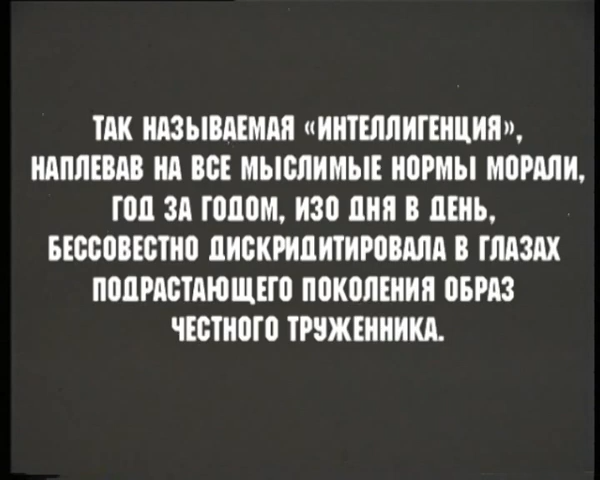 ТАК НАЗЫВАЕМАЯ «ИНТЕЛЛИГЕНЦИЯ»,
НАПЛЕВАВ НА ВСЕ МЫСЛИМЫЕ НОРМЫ МОРАЛИ,
ГОД ЗА ГОДОМ, ИЗО ДНЯ В ДЕНЬ,
БЕССОВЕСТНО ДИСКРИДИТИРОВАЛА В ГЛАЗАХ
ПОДРАСТАЮЩЕГО ПОКОЛЕНИЯ ОБРАЗ
ЧЕСТНОГО ТРУЖЕННИКА.